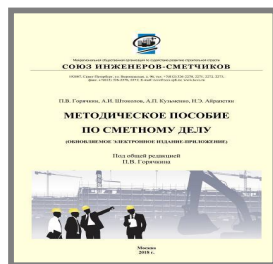 СОЮЗ ИНЖЕНЕРОВ-СМЕТЧИКОВ
П.В. Горячкин, А.И. Штоколов, А.П. Кузьменко, Н.Э. Айрапетян
МЕТОДИЧЕСКОЕ ПОСОБИЕ
ПО СМЕТНОМУ ДЕЛУ
(ОБНОВЛЯЕМОЕ ЭЛЕКТРОННОЕ ИЗДАНИЕ-ПРИЛОЖЕНИЕ)
Под общей редакцией
П.В. Горячкина
Москва
2018 г.